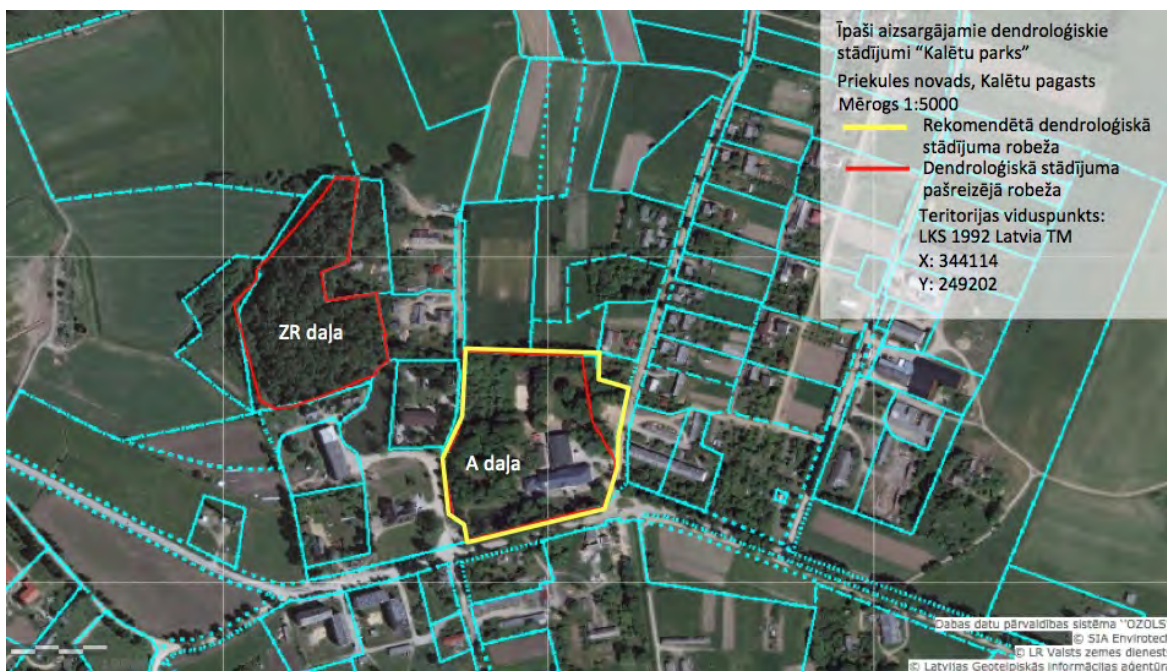 Īpaši aizsargājamie dendroloģiskie
stādījumi “Kalētu parks”
Priekules novads, Kalētu pagasts
Mērogs 1:5000
Rekomendētā dendroloģiskā
stādījuma robeža
Dendroloģiskā stādījuma
pašreizējā robeža
Teritorijas viduspunkts:
LKS 1992 Latvia TM
X: 344114
Y: 249202
ZR daļa
A daļa
Dabas datu pārvaldības sistēma "OZOLS"
© SIA Envirotech
© LR Valsts zemes dienest
© Latvijas Ģeotelpiskās informācijas aģentūra